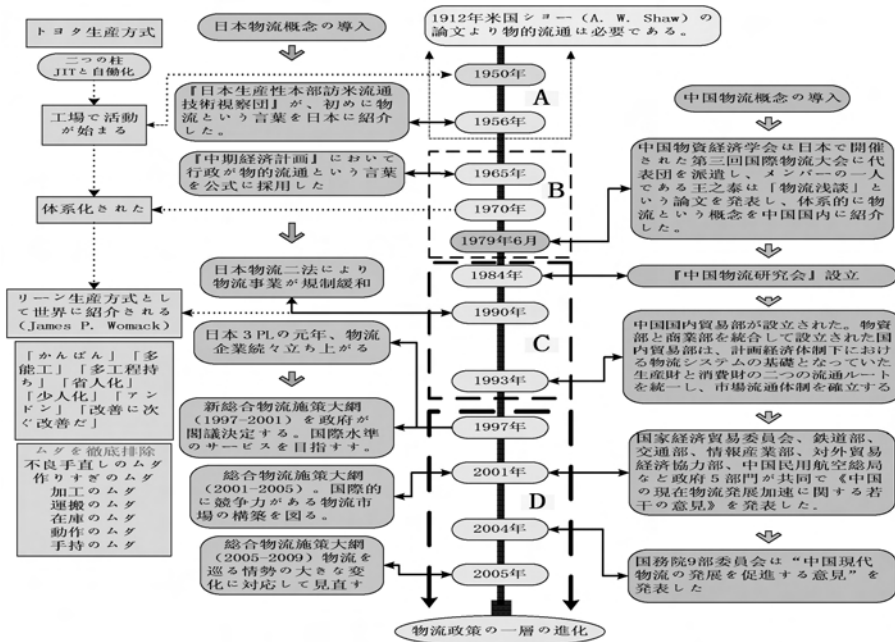 トヨタ生産方式
二つの柱
JITと自働化
工場で活動
が始まる
体系化された
リーン生産方式とし
て世界に紹介される
(James P. Womack)
「かんばん」「多
能工」「多工程持
ち」「省人化」
「少人化」「アン
ドン」「改善に次
ぐ改善だ」
ムダを徹底排除
不良手直しのムダ
作りすぎのムダ
加工のムダ
運搬のムダ
在庫のムダ
動作のムダ
手持のムダ
日本物流概念の導入
『日本生産性本部訪米流通
技術視察団』が、初めに物
流という言葉を日本に紹介
した。
『中期経済計画』において
行政が物的流通という言葉
を公式に採用した
日本物流二法により
物流事業が規制緩和
日本3PLの元年、物流
企業続々立ち上がる
新総合物流施策大綱
(1997-2001)を政府が
閣議決定する。国際水準
のサービスを目指すす。
総合物流施策大綱
(2001-2005)。国際的
に競争力がある物流市
場の構築を図る。
総合物流施策大綱
(2005-2009)物流を
巡る情勢の大きな変
化に対応して見直す
1912年米国ショー(A. W. Shaw)の
論文より物的流通は必要である。
1950年
A
1956年
1965年
B
1970年
1979年6月
1984年
1990年
C
1993年
1997年
2001年
D
2004年
2005年
物流政策の一層の進化
中国物流概念の導入
中国物資経済学会は日本で開催
された第三回国際物流大会に代
表団を派遣し、メンバーの一人
である王之泰は「物流浅談」と
いう論文を発表し、体系的に物
流という概念を中国国内に紹介
した。
『中国物流研究会』設立
中国国内貿易部が設立された。物資
部と商業部を統合して設立された国
内貿易部は、計画経済体制下におけ
る物流システムの基礎となっていた
生産財と消費財の二つの流通ルート
を統一し、市場流通体制を確立する
国家経済貿易委員会、鉄道部、
交通部、情報産業部、対外貿易
経済協力部、中国民用航空総局
など政府5部門が共同で《中国
の現在物流発展加速に関する若
干の意見》を発表した。
国務院9部委員会は“中国現代
物流の発展を促進する意見”を
発表した